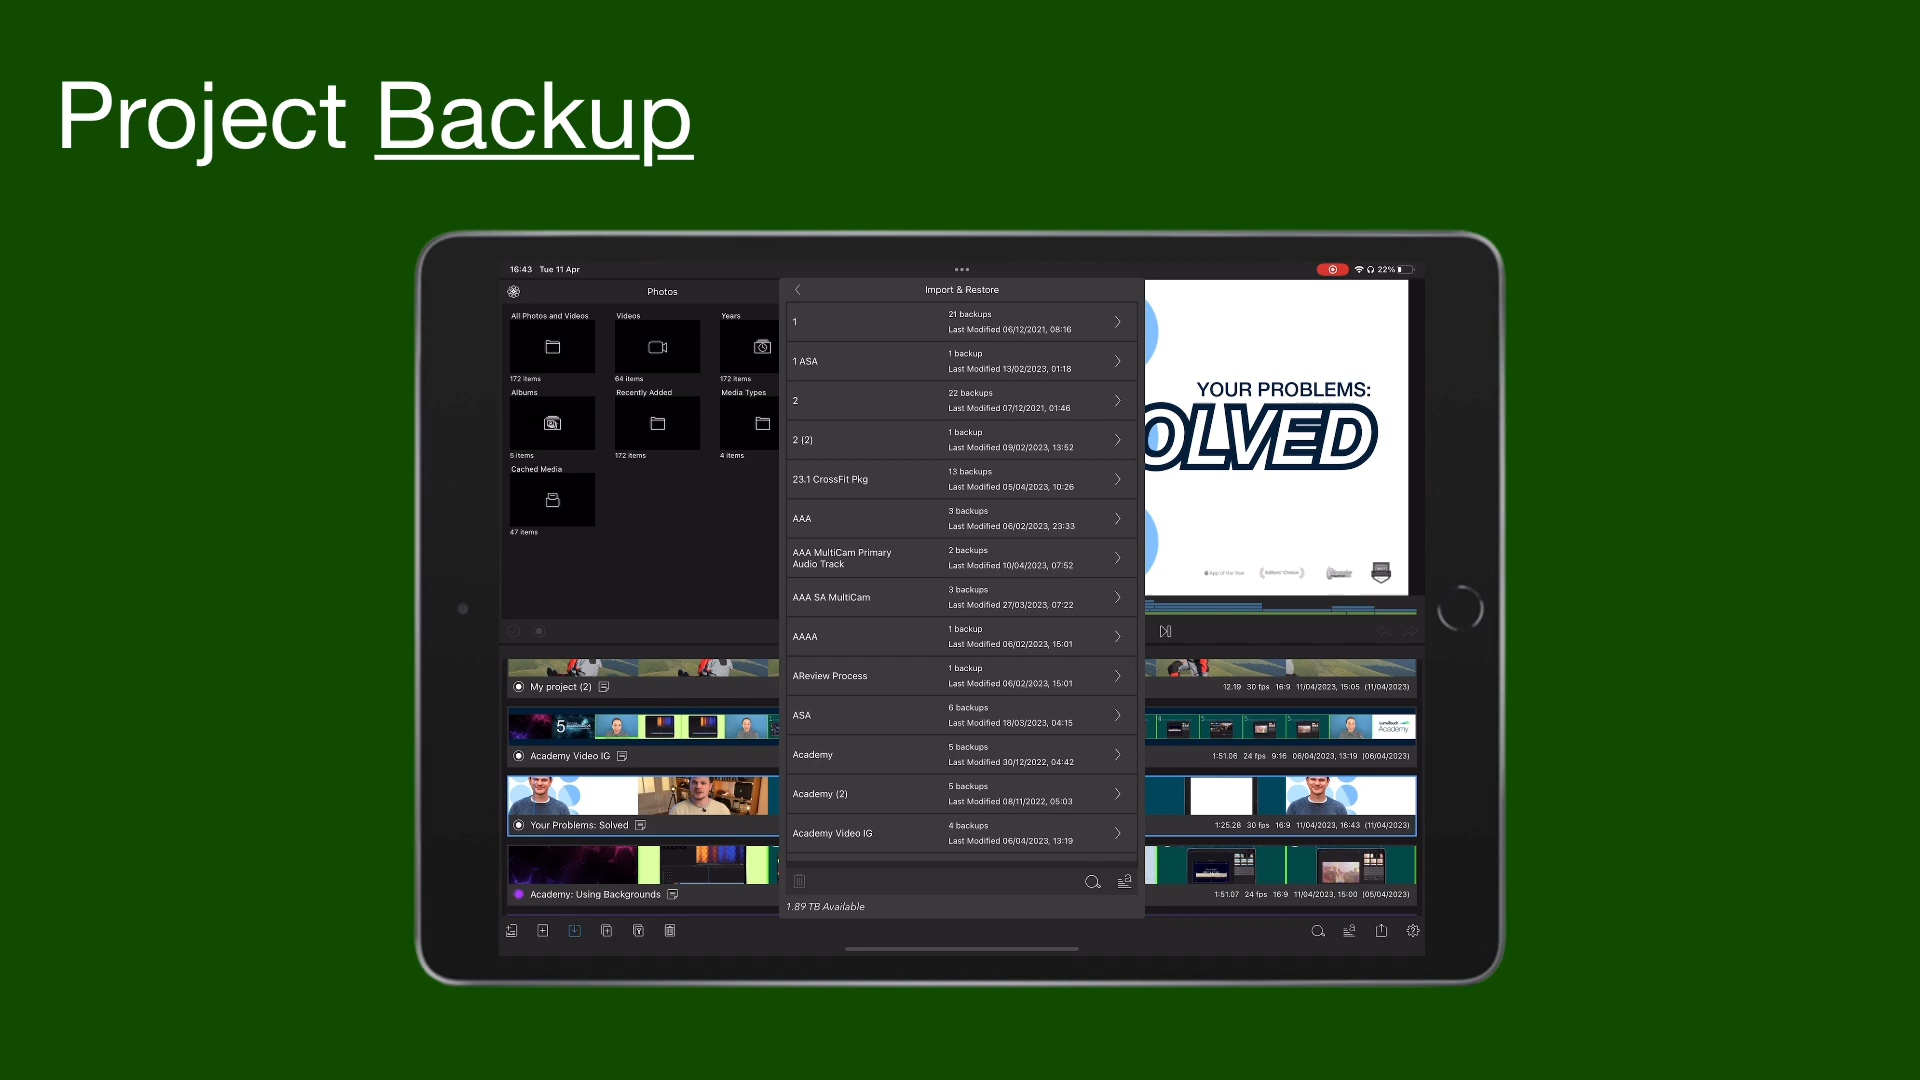 Project Backup
16:43 Tue 11 Apr
22%
Photos
All Photos and Videos
172 items
Videos
64 items
Years
172 items
Albums
5 items
Recently Added
172 items
Media Types
4 items
Cached Media
47 items
Import & Restore
1
21 backups
Last Modified 06/12/2021, 08:16
1 ASA
1 backup
Last Modified 13/02/2023, 01:18
2
22 backups
Last Modified 07/12/2021, 01:46
2 (2)
1 backup
Last Modified 09/02/2023, 13:52
23.1 CrossFit Pkg
13 backups
Last Modified 05/04/2023, 10:26
AAA
3 backups
Last Modified 06/02/2023, 23:33
AAA MultiCam Primary
Audio Track
2 backups
Last Modified 10/04/2023, 07:52
AAA SA MultiCam
3 backups
Last Modified 27/03/2023, 07:22
AAAA
1 backup
Last Modified 06/02/2023, 15:01
AReview Process
1 backup
Last Modified 06/02/2023, 15:01
ASA
6 backups
Last Modified 18/03/2023, 04:15
Academy
5 backups
Last Modified 30/12/2022, 04:42
Academy (2)
5 backups
Last Modified 08/11/2022, 05:03
Academy Video IG
4 backups
Last Modified 06/04/2023, 13:19
1.89 TB Available
YOUR PROBLEMS:
OLVED
App of the Year
Editors' Choice
My project (2)
12.19 30 fps 16:9 11/04/2023, 15:05 (11/04/2023)
5
LumaTouch
Academy
Academy Video IG
1:51.06 24 fps 9:16 06/04/2023, 13:19 (06/04/2023)
Your Problems: Solved
1:25.28 30 fps 16:9 11/04/2023, 16:43 (11/04/2023)
Academy: Using Backgrounds
1:51.07 24 fps 16:9 11/04/2023, 15:00 (05/04/2023)